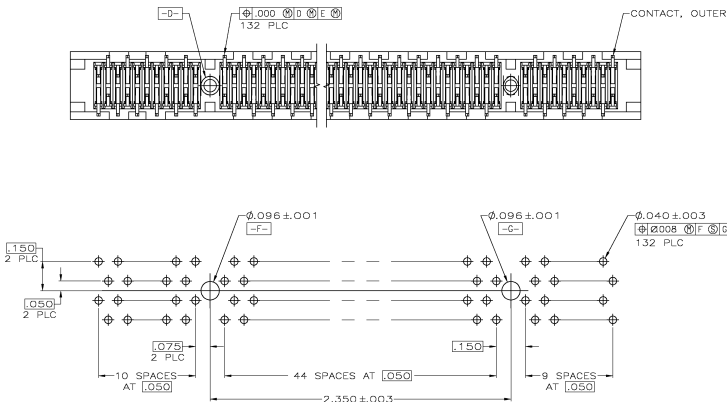 -D-
⌖ .000 Ⓜ D Ⓜ E Ⓜ
132 PLC
CONTACT, OUTER
Ø.096±.001
-F-
Ø.096±.001
-G-
Ø.040±.003
⌖ Ø.008 Ⓜ F Ⓢ G
132 PLC
.150
2 PLC
.050
2 PLC
.075
2 PLC
.150
10 SPACES
AT .050
44 SPACES AT .050
9 SPACES
AT .050
2.350±.003